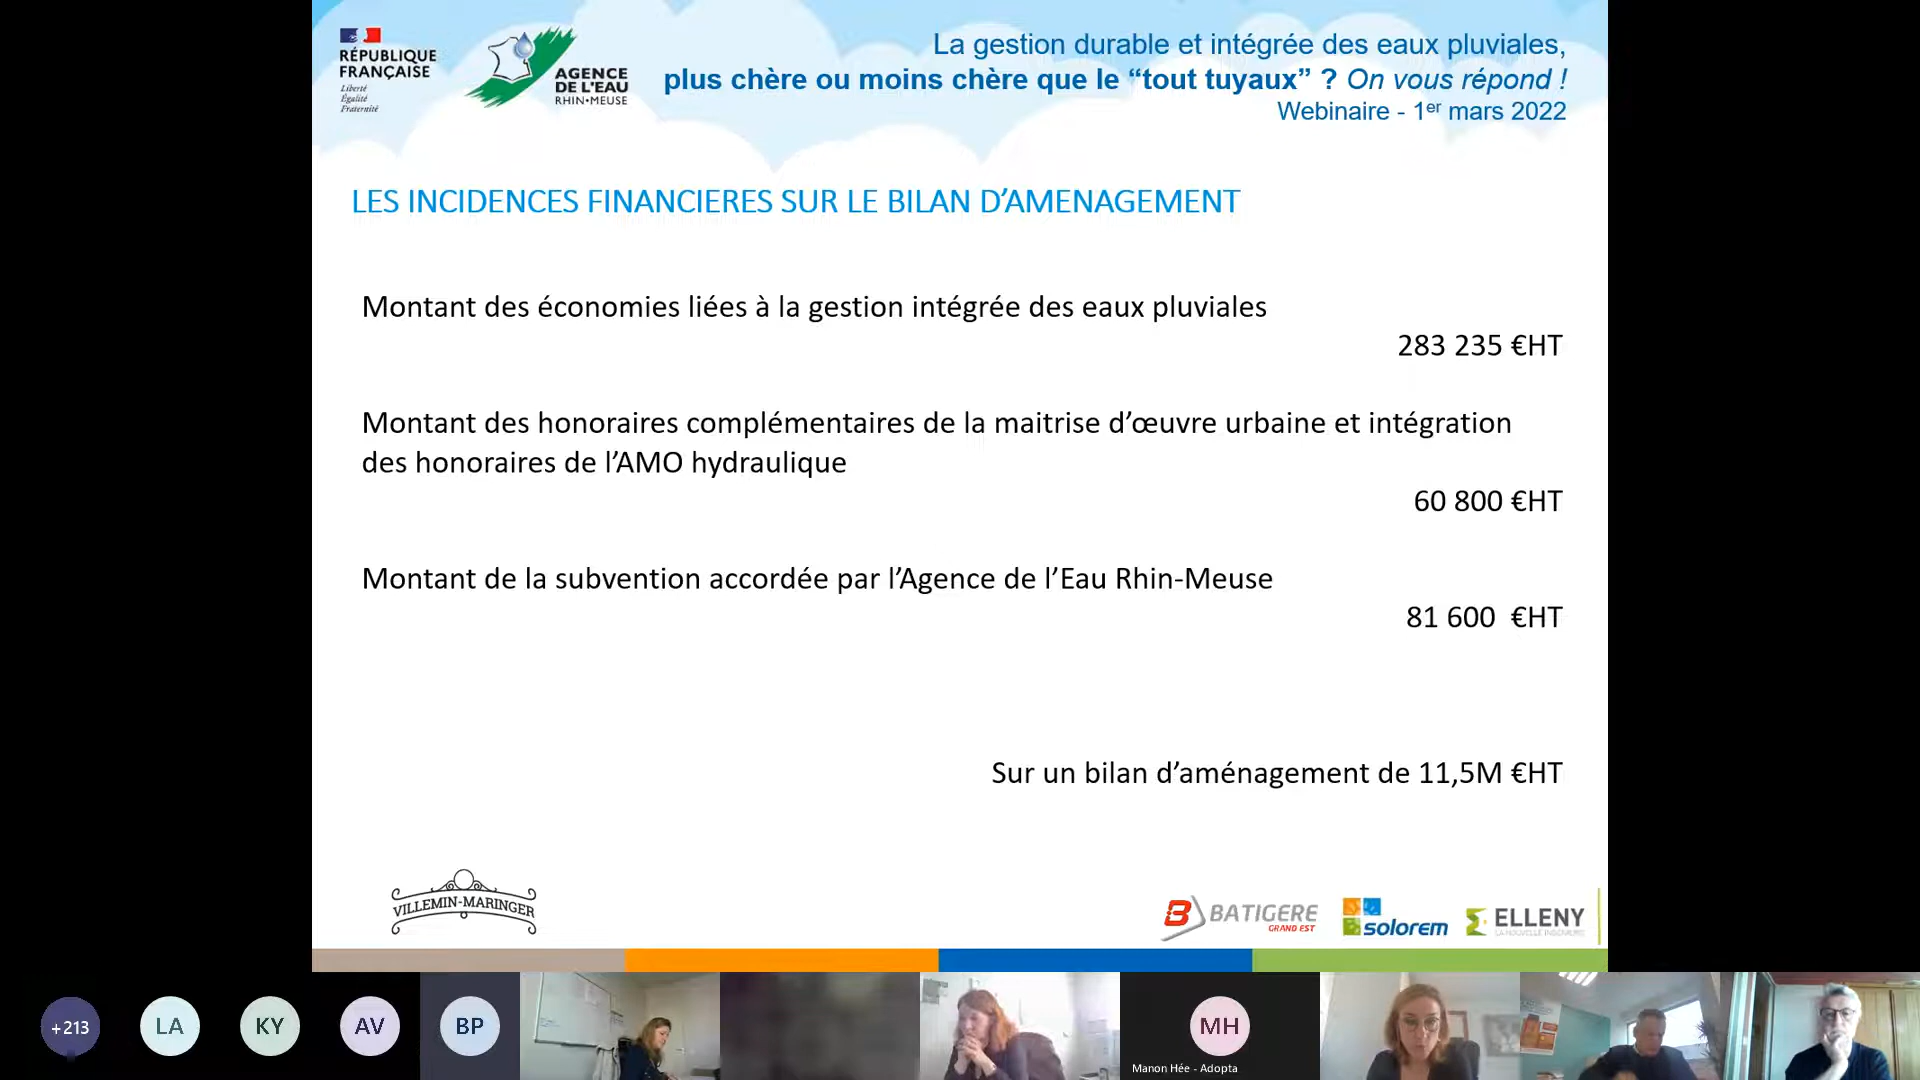 RÉPUBLIQUE
FRANÇAISE
Liberté
Égalité
Fraternité
AGENCE
DE L'EAU
RHIN•MEUSE
La gestion durable et intégrée des eaux pluviales,
plus chère ou moins chère que le “tout tuyaux” ? On vous répond !
Webinaire - 1er mars 2022
LES INCIDENCES FINANCIERES SUR LE BILAN D’AMENAGEMENT
Montant des économies liées à la gestion intégrée des eaux pluviales
283 235 €HT
Montant des honoraires complémentaires de la maitrise d’œuvre urbaine et intégration
des honoraires de l’AMO hydraulique
60 800 €HT
Montant de la subvention accordée par l’Agence de l’Eau Rhin-Meuse
81 600 €HT
Sur un bilan d’aménagement de 11,5M €HT
VILLEMIN-MARINGER
BATIGERE
GRAND EST
solorem
ELLENY
+213
LA
KY
AV
BP
MH
Manon Hée - Adopta